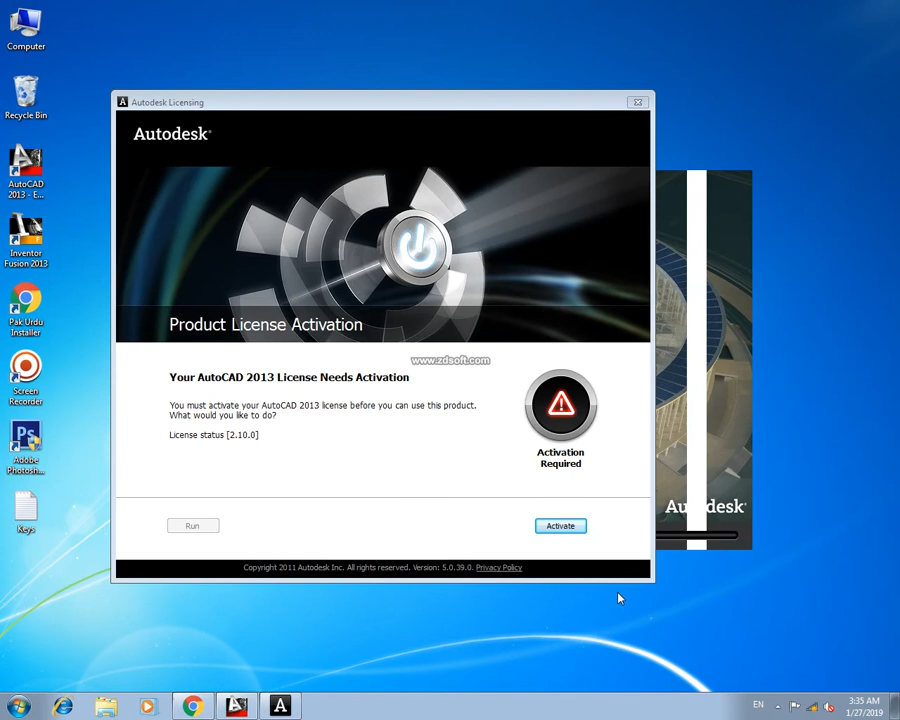 Computer
Recycle Bin
AutoCAD
2013 - E...
Inventor
Fusion 2013
Pak Urdu
Installer
Screen
Recorder
Ps
Adobe
Photosh...
Keys
Autodesk Licensing
Autodesk®
Product License Activation
www.zdsoft.com
Your AutoCAD 2013 License Needs Activation
You must activate your AutoCAD 2013 license before you can use this product.
What would you like to do?
License status [2.10.0]
Activation
Required
Run
Activate
Copyright 2011 Autodesk Inc. All rights reserved. Version: 5.0.39.0. Privacy Policy
EN
3:35 AM
1/27/2019